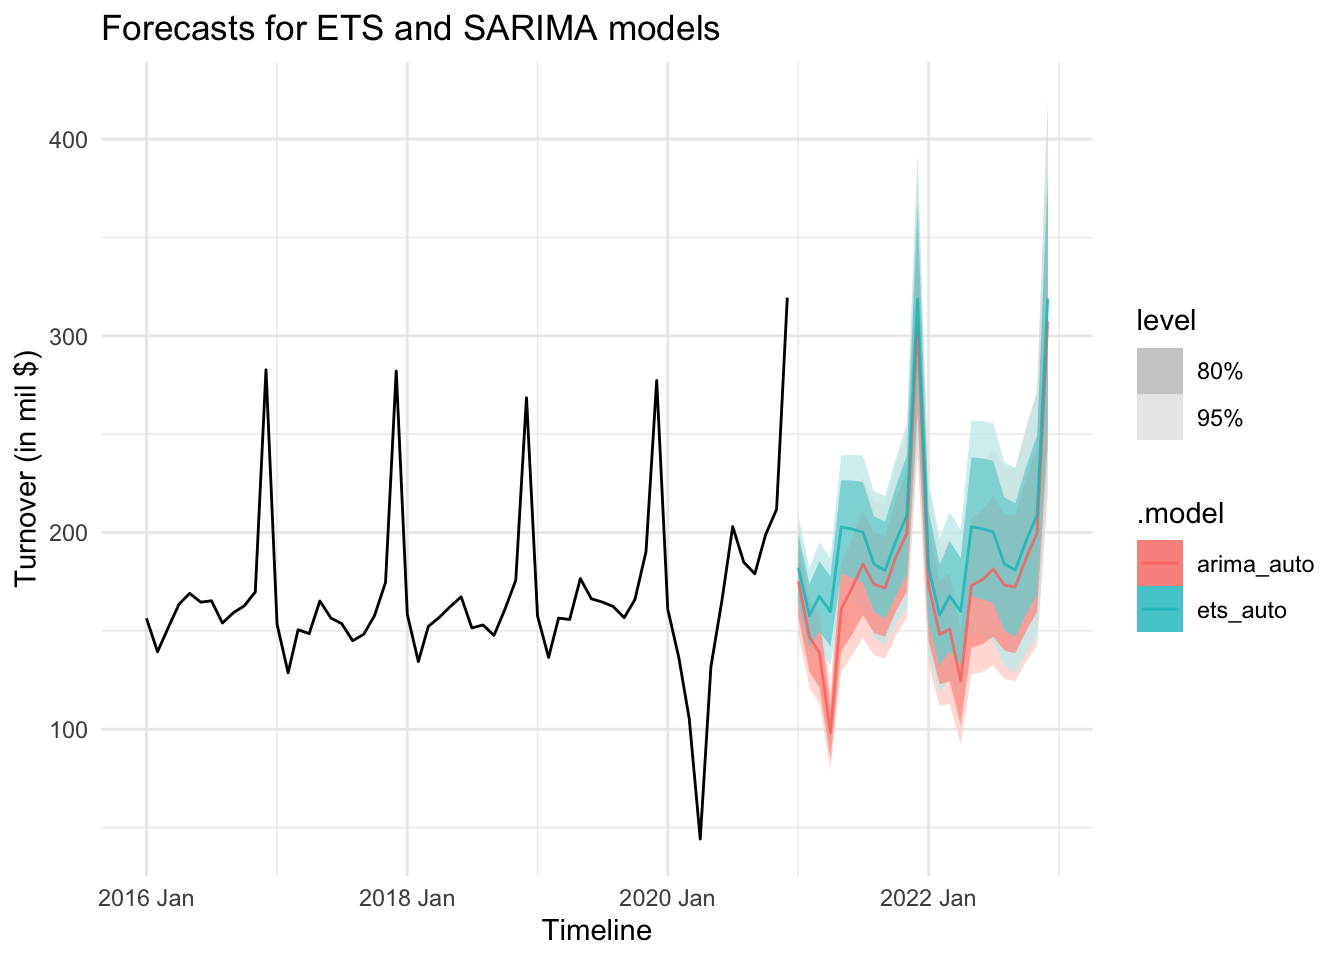 Forecasts for ETS and SARIMA models
400
300
200
100
Turnover (in mil $)
2016 Jan
2018 Jan
2020 Jan
2022 Jan
Timeline
level
80%
95%
.model
arima_auto
ets_auto